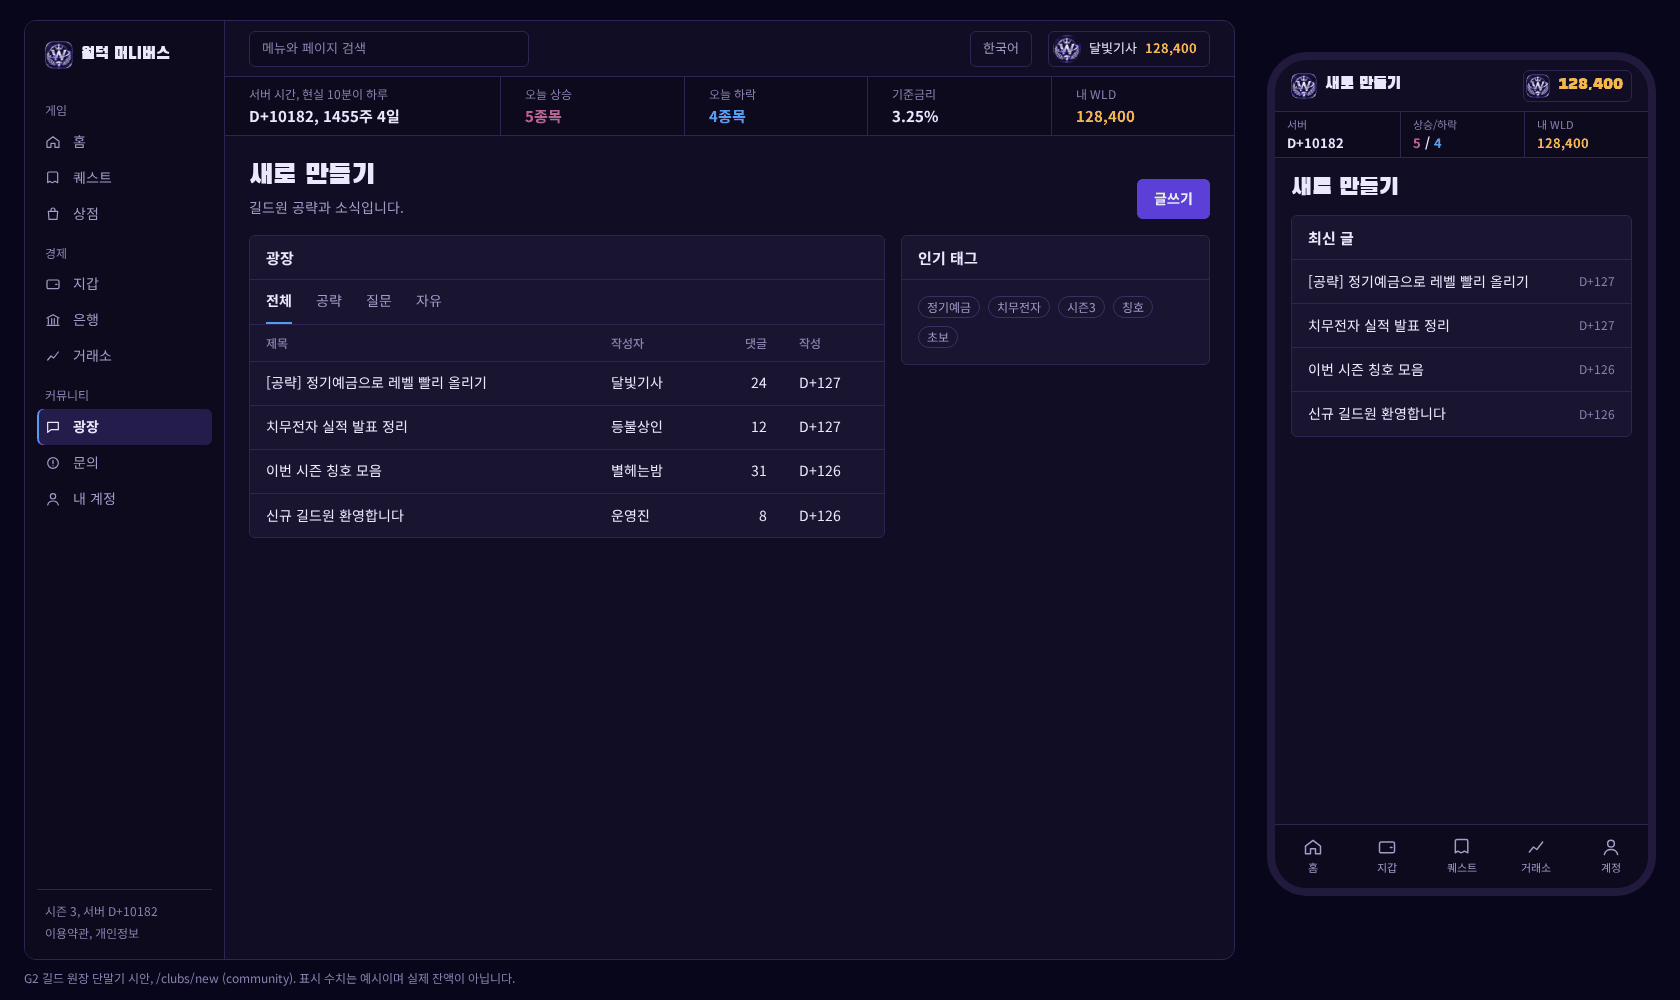 월덕 머니버스
게임
홈
퀘스트
상점
경제
지갑
은행
거래소
커뮤니티
광장
문의
내 계정
시즌 3, 서버 D+10182
이용약관, 개인정보
메뉴와 페이지 검색
한국어
달빛기사 128,400
서버 시간, 현실 10분이 하루
D+10182, 1455주 4일
오늘 상승
5종목
오늘 하락
4종목
기준금리
3.25%
내 WLD
128,400
새로 만들기
길드원 공략과 소식입니다.
글쓰기
광장
전체 공략 질문 자유
제목 작성자 댓글 작성
[공략] 정기예금으로 레벨 빨리 올리기 달빛기사 24 D+127
치무전자 실적 발표 정리 등불상인 12 D+127
이번 시즌 칭호 모음 별헤는밤 31 D+126
신규 길드원 환영합니다 운영진 8 D+126
인기 태그
정기예금 치무전자 시즌3 칭호
초보
새로 만들기
128,400
서버
D+10182
상승/하락
5 / 4
내 WLD
128,400
새로 만들기
최신 글
[공략] 정기예금으로 레벨 빨리 올리기 D+127
치무전자 실적 발표 정리 D+127
이번 시즌 칭호 모음 D+126
신규 길드원 환영합니다 D+126
홈 지갑 퀘스트 거래소 계정
G2 길드 원장 단말기 시안, /clubs/new (community). 표시 수치는 예시이며 실제 잔액이 아닙니다.